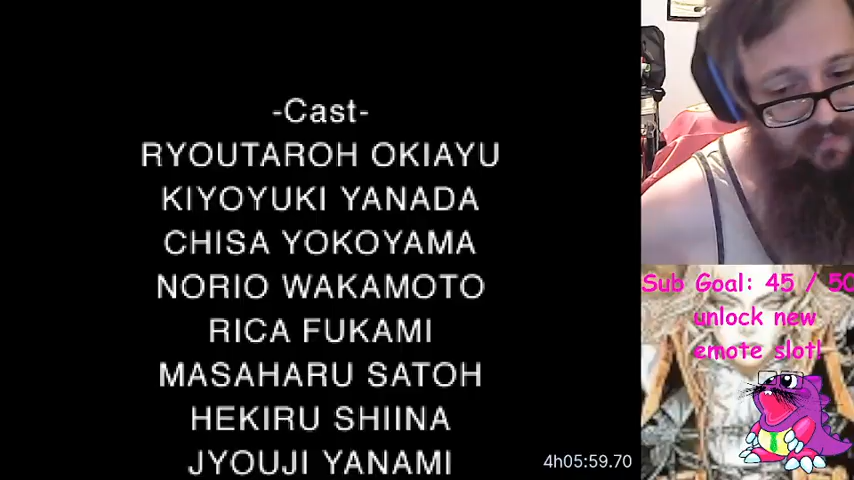 -Cast-
RYOUTAROH OKIAYU
KIYOYUKI YANADA
CHISA YOKOYAMA
NORIO WAKAMOTO
RICA FUKAMI
MASAHARU SATOH
HEKIRU SHIINA
JYOUJI YANAMI
4h05:59.70
Sub Goal: 45 / 50
unlock new
emote slot!